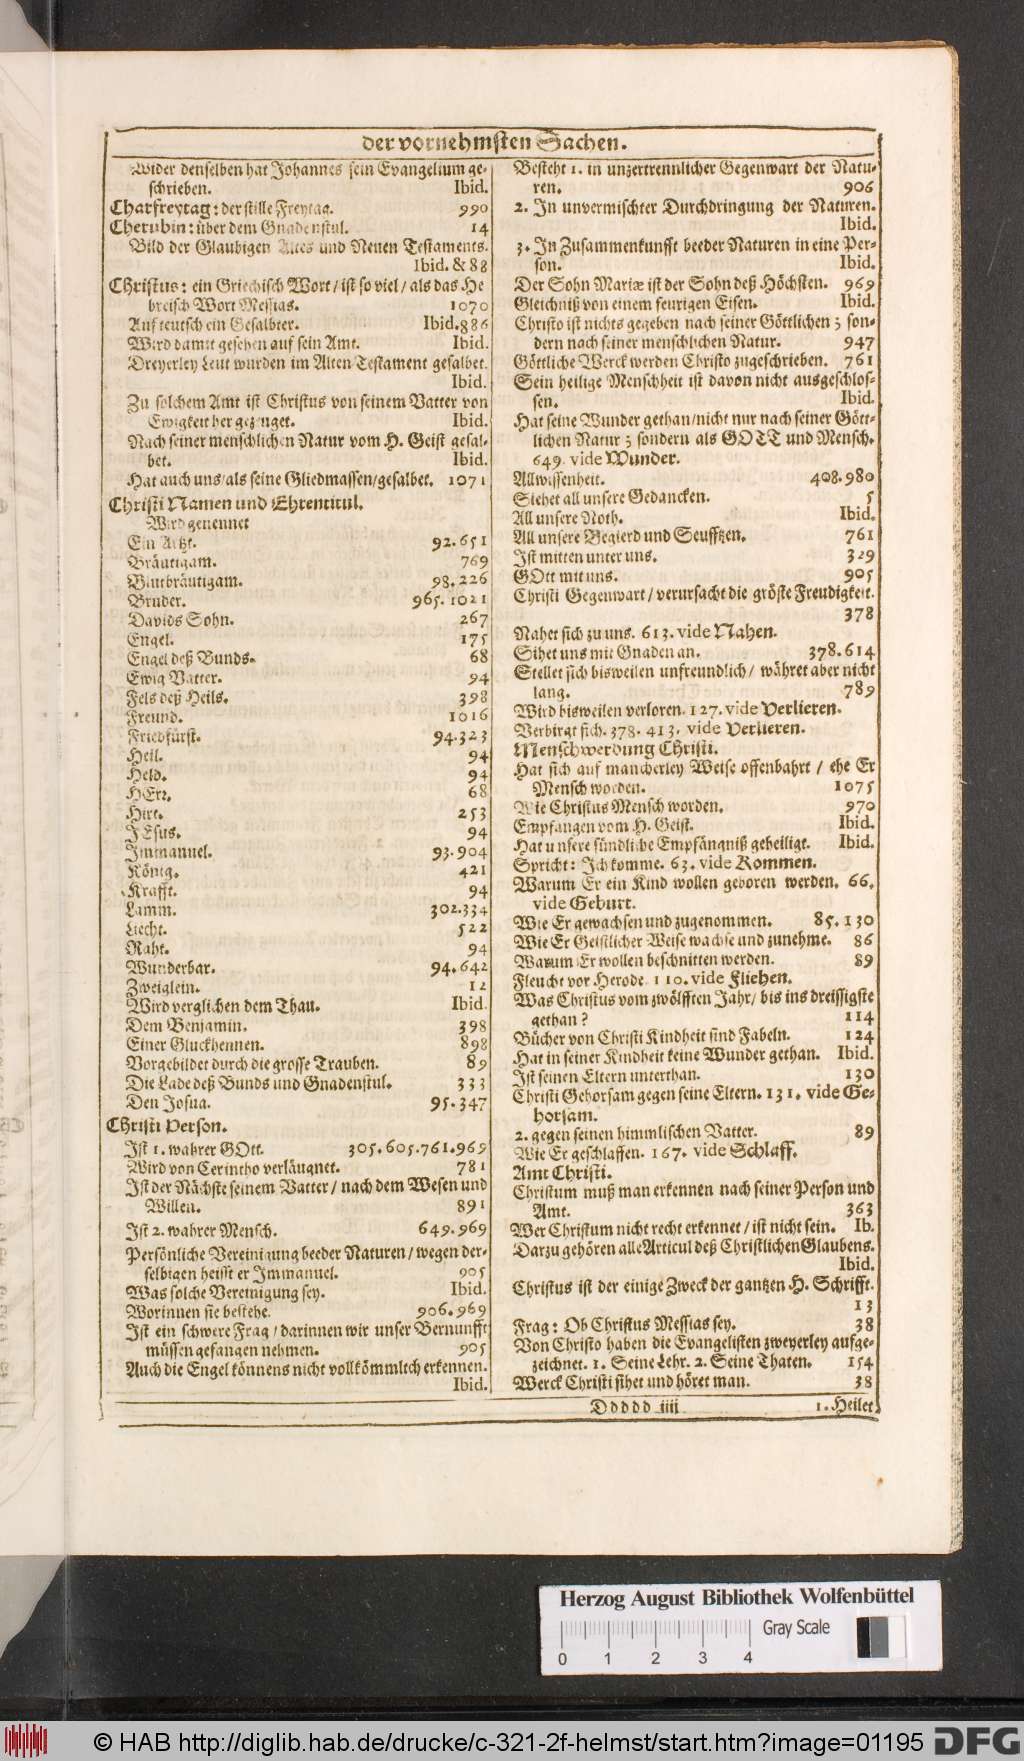 der vornehmsten Sachen.
Wider denselben hat Johannes sein Evangelium ge-
schrieben. Ibid.
Charfreytag: der stille Freytag. 990
Cherubin: über dem Gnadenstul. 14
Bild der Glaubigen Altes und Neuen Testaments.
Ibid. & 88
Christus: ein Griechisch Wort / ist so viel / als das He
breisch Wort Messias. 1070
Auf teutsch ein Gesalbter. Ibid. 886
Wird damit gesehen auf sein Amt. Ibid.
Dreyerley Leut wurden im Alten Testament gesalbet.
Ibid.
Zu solchem Amt ist Christus von seinem Vatter von
Ewigkeit her gezeuget. Ibid.
Nach seiner menschlichen Natur vom H. Geist gesal-
bet. Ibid.
Hat auch uns / als seine Gliedmassen / gesalbet. 1071
Christi Namen und Ehrentitul.
Wird genennet
Ein Artzt. 92. 651
Bräutigam. 769
Blutbräutigam. 98. 226
Bruder. 965. 1021
Davids Sohn. 267
Engel. 175
Engel deß Bunds. 68
Ewig Vatter. 94
Fels deß Heils. 398
Freund. 1016
Friedfürst. 94. 323
Heil. 94
Held. 94
HErr. 68
Hirt. 253
JEsus. 94
Immanuel. 93. 904
König. 421
Krafft. 94
Lamm. 302. 334
Liecht. 522
Raht. 94
Wunderbar. 94. 642
Zweiglein. 12
Wird verglichen dem Thau. Ibid.
Dem Benjamin. 398
Einer Gluckhennen. 898
Vorgebildet durch die grosse Trauben. 89
Die Lade deß Bunds und Gnadenstul. 333
Den Josua. 95. 347
Christi Person.
Ist 1. wahrer GOtt. 305. 605. 761. 969
Wird von Cerintho verläugnet. 781
Ist der Nächste seinem Vatter / nach dem Wesen und
Willen. 891
Ist 2. wahrer Mensch. 649. 969
Persönliche Vereinigung beeder Naturen / wegen der-
selbigen heisst er Immanuel. 905
Was solche Vereinigung sey. Ibid.
Worinnen sie bestehe. 906. 969
Ist ein schwere Frag / darinnen wir unser Vernunfft
müssen gefangen nehmen. 905
Auch die Engel könnens nicht vollkömmlich erkennen.
Ibid.
Besteht 1. in unzertrennlicher Gegenwart der Natu-
ren. 906
2. In unvermischter Durchdringung der Naturen.
Ibid.
3. In Zusammenkunfft beeder Naturen in eine Per-
son. Ibid.
Der Sohn Mariæ ist der Sohn deß Höchsten. 969
Gleichniß von einem feurigen Eisen. Ibid.
Christo ist nichts gegeben nach seiner Göttlichen ; son-
dern nach seiner menschlichen Natur. 947
Göttliche Werck werden Christo zugeschrieben. 761
Sein heilige Menschheit ist davon nicht ausgeschlos-
sen. Ibid.
Hat seine Wunder gethan / nicht nur nach seiner Gött-
lichen Natur ; sondern als GOTT und Mensch.
649. vide Wunder.
Allwissenheit. 408. 980
Siehet all unsere Gedancken. 5
All unsere Noth. Ibid.
All unsere Begierd und Seufftzen. 761
Ist mitten unter uns. 329
GOtt mit uns. 905
Christi Gegenwart / verursacht die gröste Freudigkeit.
378
Nahet sich zu uns. 613. vide Nahen.
Sihet uns mit Gnaden an. 378. 614
Stellet sich bisweilen unfreundlich / währet aber nicht
lang. 789
Wird bisweilen verloren. 127. vide Verlieren.
Verbirgt sich. 378. 413. vide Verlieren.
Menschwerdung Christi.
Hat sich auf mancherley Weise offenbahrt / ehe Er
Mensch worden. 1075
Wie Christus Mensch worden. 970
Empfangen vom H. Geist. Ibid.
Hat unsere sündliche Empfängniß geheiligt. Ibid.
Spricht: Ich komme. 63. vide Kommen.
Warum Er ein Kind wollen geboren werden. 66.
vide Geburt.
Wie Er gewachsen und zugenommen. 85. 130
Wie Er Geistlicher Weise wachse und zunehme. 86
Warum Er wollen beschnitten werden. 89
Fleucht vor Herode. 110. vide Fliehen.
Was Christus vom zwölfften Jahr / bis ins dreissigste
gethan ? 114
Bücher von Christi Kindheit sind Fabeln. 124
Hat in seiner Kindheit keine Wunder gethan. Ibid.
Ist seinen Eltern unterthan. 130
Christi Gehorsam gegen seine Eltern. 131. vide Ge-
horsam.
2. gegen seinen himmlischen Vatter. 89
Wie Er geschlaffen. 167. vide Schlaff.
Amt Christi.
Christum muß man erkennen nach seiner Person und
Amt. 363
Wer Christum nicht recht erkennet / ist nicht sein. Ib.
Darzu gehören alle Articul deß Christlichen Glaubens.
Ibid.
Christus ist der einige Zweck der gantzen H. Schrifft.
13
Frag: Ob Christus Messias sey. 38
Von Christo haben die Evangelisten zweyerley aufge-
zeichnet. 1. Seine Lehr. 2. Seine Thaten. 154
Werck Christi sihet und höret man. 38
Ddddd iiij
1. Heilet
Herzog August Bibliothek Wolfenbüttel
Gray Scale
0 1 2 3 4
© HAB http://diglib.hab.de/drucke/c-321-2f-helmst/start.htm?image=01195
DFG